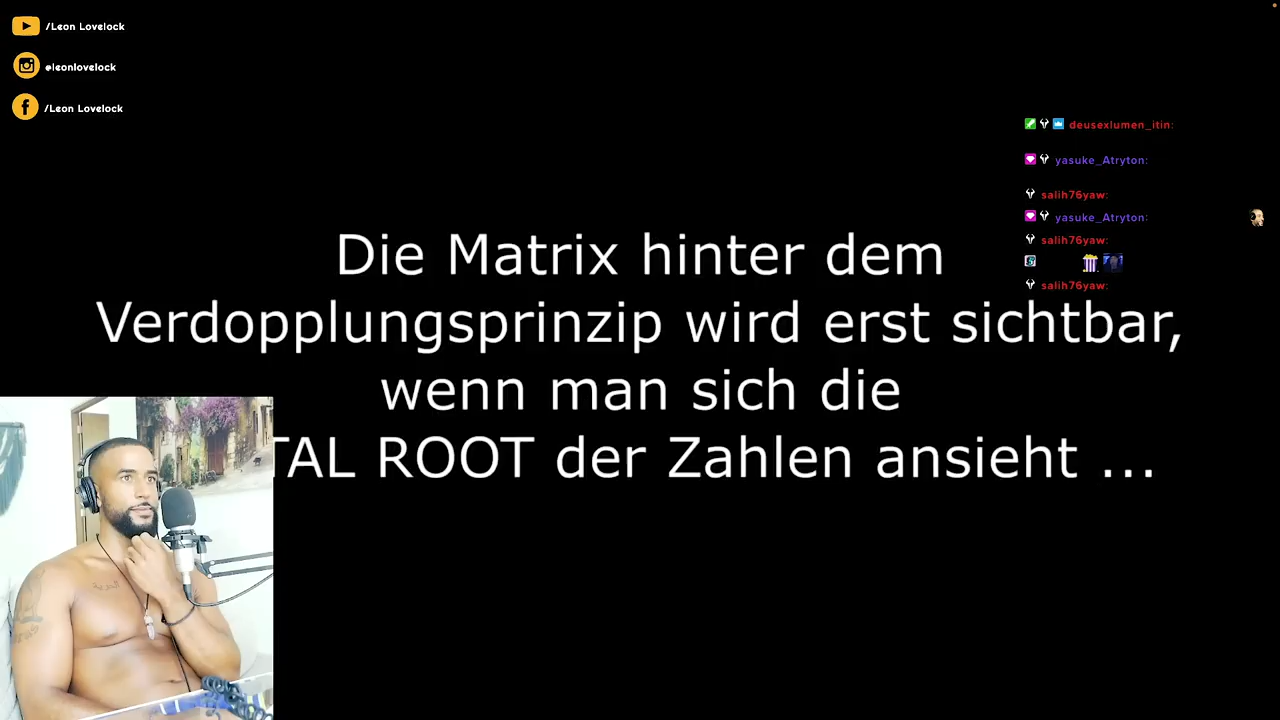 /Leon Lovelock
@leonlovelock
/Leon Lovelock
deusexlumen_itin:
yasuke_Atryton:
salih76yaw:
yasuke_Atryton:
salih76yaw:
salih76yaw:
Die Matrix hinter dem
Verdopplungsprinzip wird erst sichtbar,
wenn man sich die
TAL ROOT der Zahlen ansieht ...